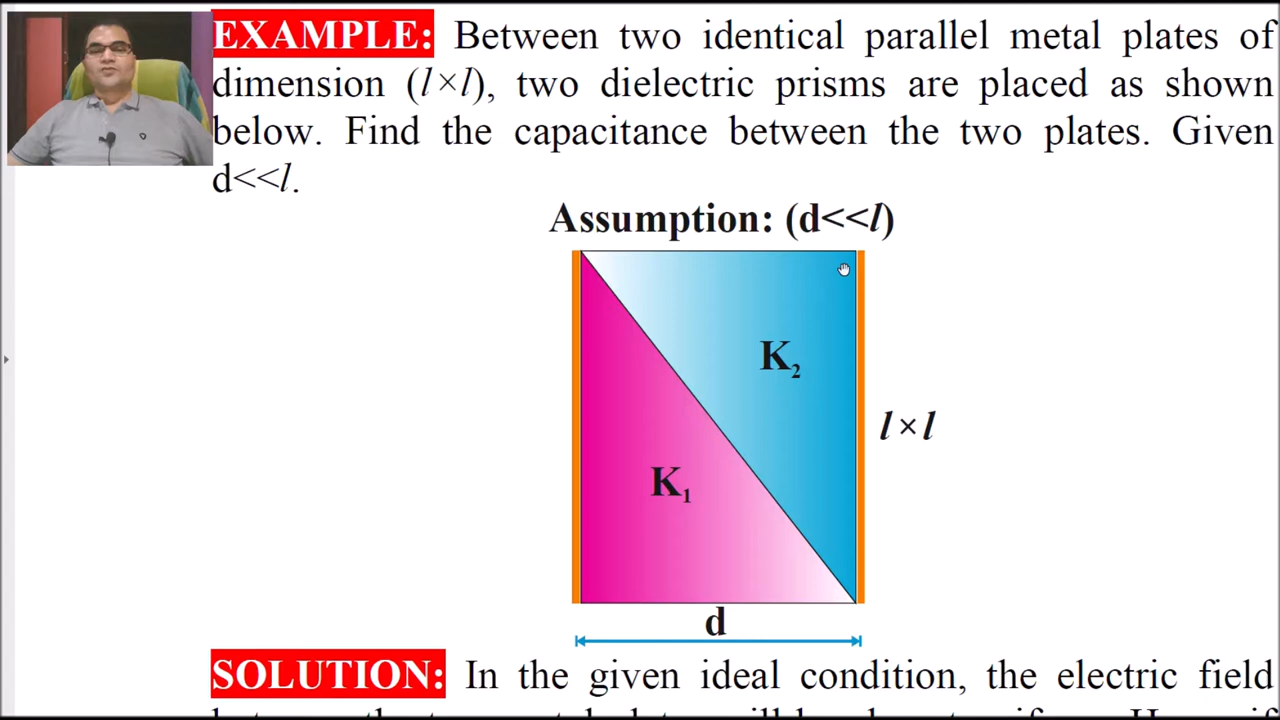 EXAMPLE: Between two identical parallel metal plates of
dimension (l×l), two dielectric prisms are placed as shown
below. Find the capacitance between the two plates. Given
d<<l.
Assumption: (d<<l)
K₂
l×l
K₁
d
SOLUTION: In the given ideal condition, the electric field